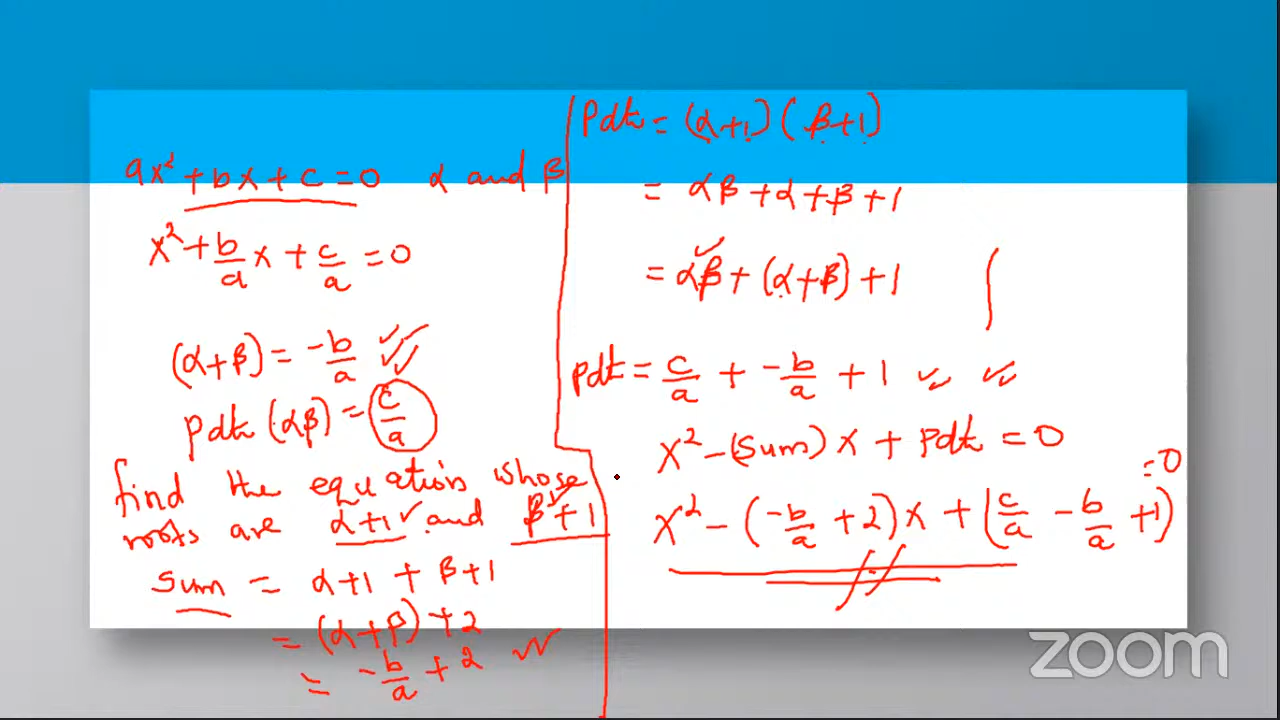 ax² + bx + c = 0 α and β
x² + b/a x + c/a = 0
(α+β) = -b/a
pdt (αβ) = c/a
find the equation whose
roots are α+1 and β+1
Sum = α+1 + β+1
= (α+β) + 2
= -b/a + 2
Pdt = (α+1)(β+1)
= αβ + α + β + 1
= αβ + (α+β) + 1
pdt = c/a + -b/a + 1
x² - (sum)x + pdt = 0
x² - (-b/a + 2)x + (c/a - b/a + 1) = 0
zoom